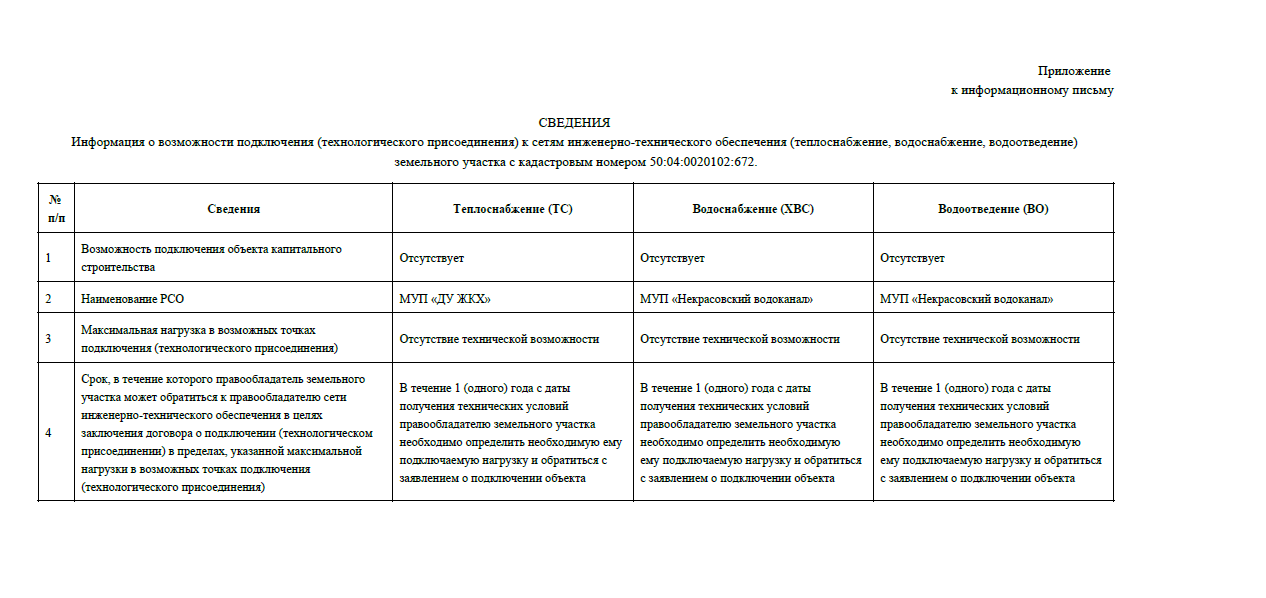 Приложение
к информационному письму
СВЕДЕНИЯ
Информация о возможности подключения (технологического присоединения) к сетям инженерно-технического обеспечения (теплоснабжение, водоснабжение, водоотведение)
земельного участка с кадастровым номером 50:04:0020102:672.
№
п/п
Сведения
Теплоснабжение (ТС)
Водоснабжение (ХВС)
Водоотведение (ВО)
1
Возможность подключения объекта капитального
строительства
Отсутствует
Отсутствует
Отсутствует
2
Наименование РСО
МУП «ДУ ЖКХ»
МУП «Некрасовский водоканал»
МУП «Некрасовский водоканал»
3
Максимальная нагрузка в возможных точках
подключения (технологического присоединения)
Отсутствие технической возможности
Отсутствие технической возможности
Отсутствие технической возможности
4
Срок, в течение которого правообладатель земельного
участка может обратиться к правообладателю сети
инженерно-технического обеспечения в целях
заключения договора о подключении (технологическом
присоединении) в пределах, указанной максимальной
нагрузки в возможных точках подключения
(технологического присоединения)
В течение 1 (одного) года с даты
получения технических условий
правообладателю земельного участка
необходимо определить необходимую ему
подключаемую нагрузку и обратиться с
заявлением о подключении объекта
В течение 1 (одного) года с даты
получения технических условий
правообладателю земельного участка
необходимо определить необходимую
ему подключаемую нагрузку и обратиться
с заявлением о подключении объекта
В течение 1 (одного) года с даты
получения технических условий
правообладателю земельного участка
необходимо определить необходимую
ему подключаемую нагрузку и обратиться
с заявлением о подключении объекта